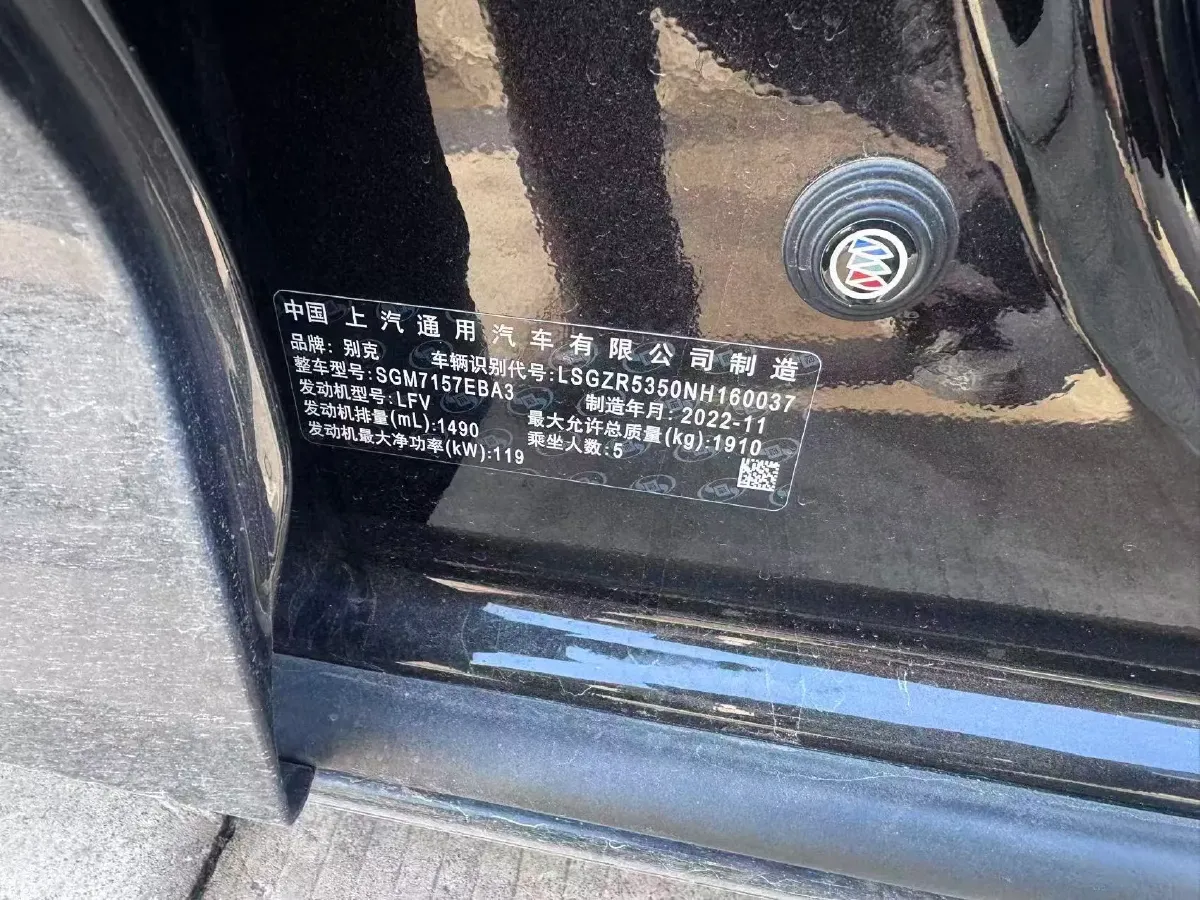 中国 上汽通用汽车有限公司制造
品牌: 别克 车辆识别代号:LSGZR5350NH160037
整车型号:SGM7157EBA3 制造年月:2022-11
发动机型号:LFV 最大允许总质量(kg):1910
发动机排量(mL):1490 乘坐人数:5
发动机最大净功率(kW):119